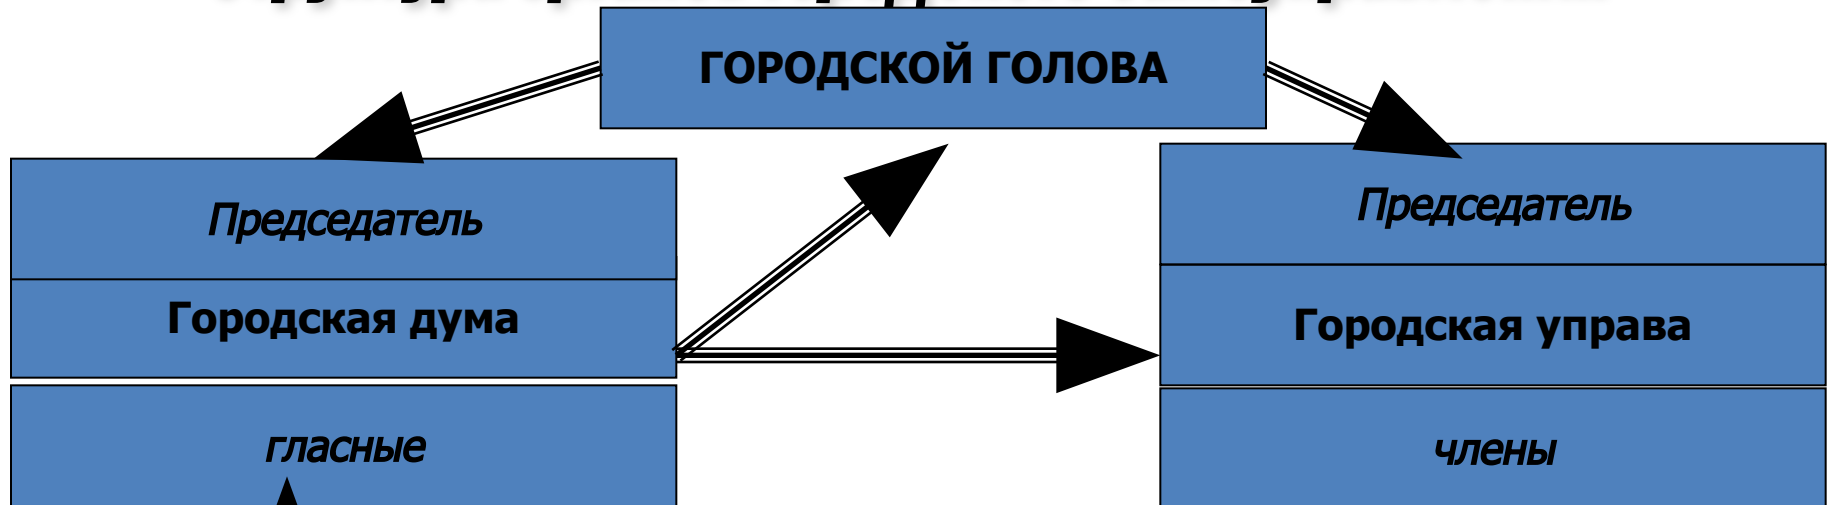 ГОРОДСКОЙ ГОЛОВА
Председатель
Председатель
Городская дума
Городская управа
гласные
члены